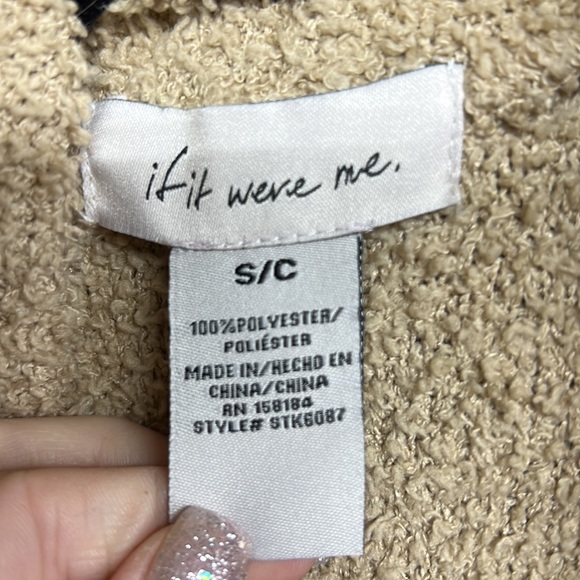 if it were me.
S/C
100%POLYESTER/
POLIÉSTER
MADE IN/HECHO EN
CHINA/CHINA
RN 158184
STYLE# STK6087